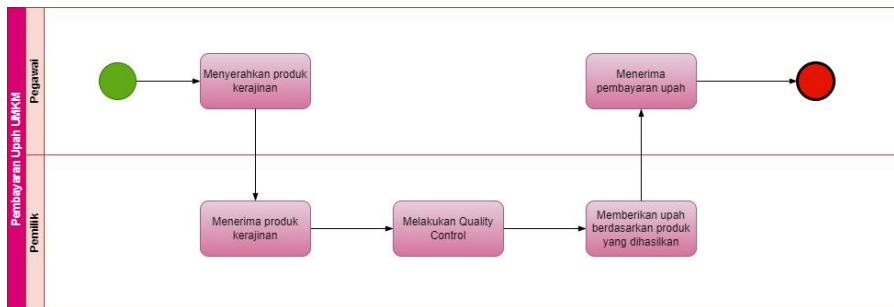 Pembayaran Upah UMKM
Pegawai
Menyerahkan produk
kerajinan
Menerima
pembayaran upah
Pemilik
Menerima produk
kerajinan
Melakukan Quality
Control
Memberikan upah
berdasarkan produk
yang dihasilkan